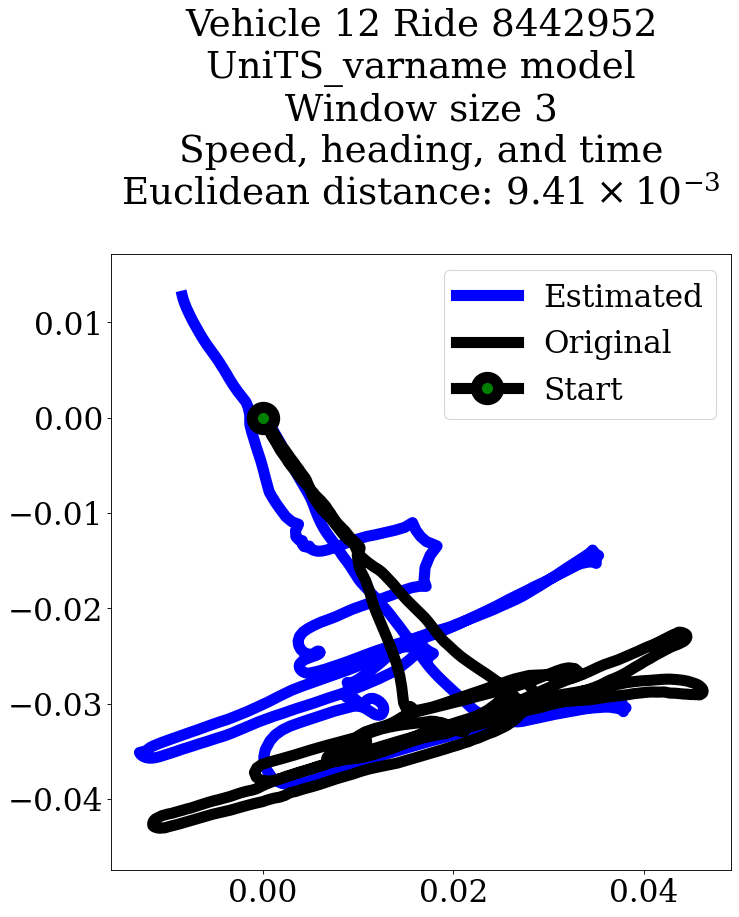 Vehicle 12 Ride 8442952
UniTS_varname model
Window size 3
Speed, heading, and time
Euclidean distance: 9.41 × 10⁻³
Estimated
Original
Start
0.01
0.00
−0.01
−0.02
−0.03
−0.04
0.00 0.02 0.04